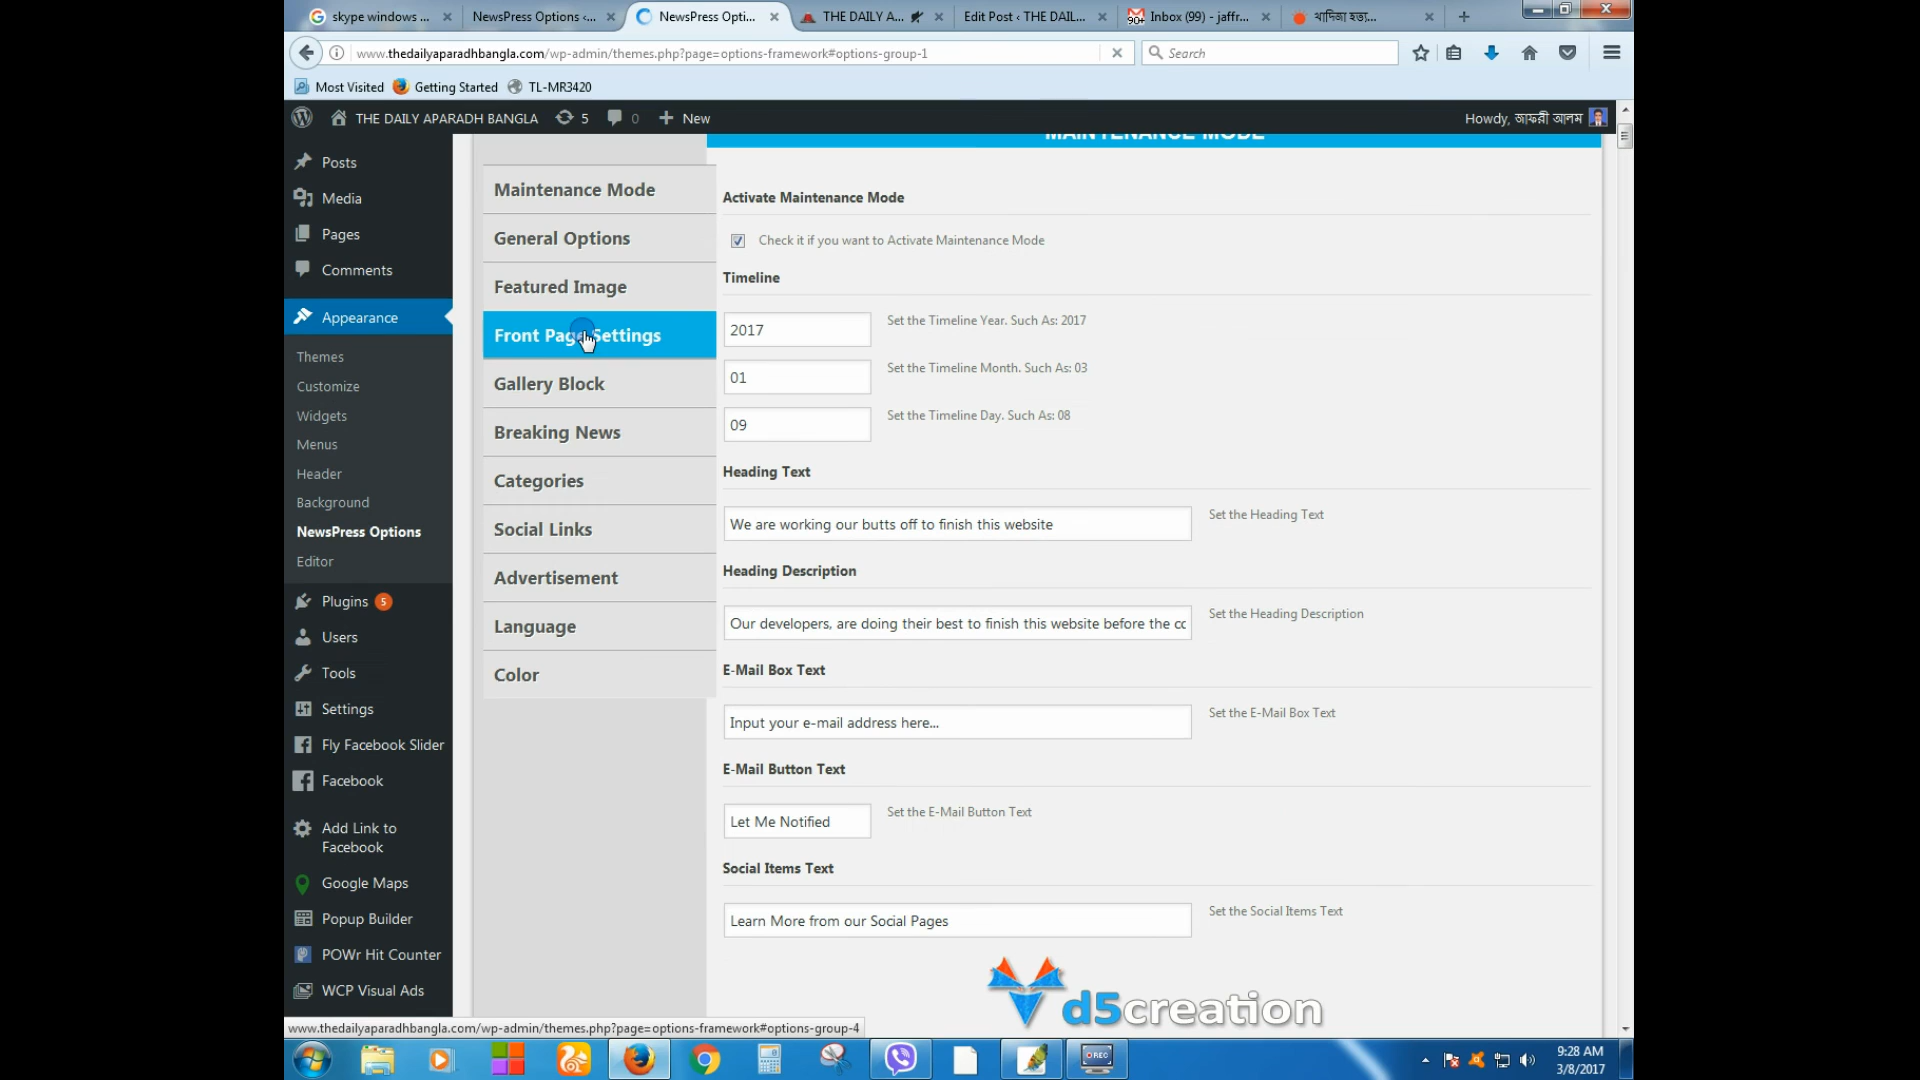 skype windows ...
NewsPress Options ‹...
NewsPress Opti...
THE DAILY A...
Edit Post ‹ THE DAIL...
Inbox (99) - jaffr...
খাদিজা হত্য...
www.thedailyaparadhbangla.com/wp-admin/themes.php?page=options-framework#options-group-1
Search
Most Visited
Getting Started
TL-MR3420
THE DAILY APARADH BANGLA
5
0
New
Howdy, জাফরী আলম
MAINTENANCE MODE
Posts
Media
Pages
Comments
Appearance
Themes
Customize
Widgets
Menus
Header
Background
NewsPress Options
Editor
Plugins 5
Users
Tools
Settings
Fly Facebook Slider
Facebook
Add Link to
Facebook
Google Maps
Popup Builder
POWr Hit Counter
WCP Visual Ads
Maintenance Mode
General Options
Featured Image
Front Page Settings
Gallery Block
Breaking News
Categories
Social Links
Advertisement
Language
Color
Activate Maintenance Mode
Check it if you want to Activate Maintenance Mode
Timeline
2017
Set the Timeline Year. Such As: 2017
01
Set the Timeline Month. Such As: 03
09
Set the Timeline Day. Such As: 08
Heading Text
We are working our butts off to finish this website
Set the Heading Text
Heading Description
Our developers, are doing their best to finish this website before the cc
Set the Heading Description
E-Mail Box Text
Input your e-mail address here...
Set the E-Mail Box Text
E-Mail Button Text
Let Me Notified
Set the E-Mail Button Text
Social Items Text
Learn More from our Social Pages
Set the Social Items Text
d5creation
www.thedailyaparadhbangla.com/wp-admin/themes.php?page=options-framework#options-group-4
REC
9:28 AM
3/8/2017